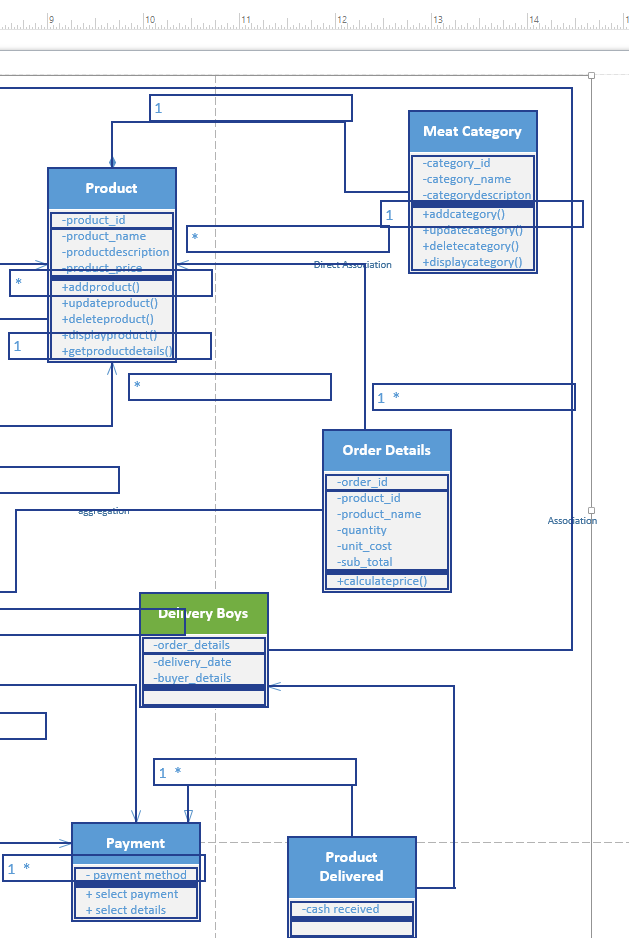 9 10 11 12 13 14
1
Meat Category
-category_id
-category_name
-categorydescripton
1
+addcategory()
+updatecategory()
+deletecategory()
+displaycategory()
Product
-product_id
-product_name
-productdescription
-product_price
*
*
+addproduct()
+updateproduct()
+deleteproduct()
+displayproduct()
1
+getproductdetails()
Direct Association
*
1 *
Order Details
-order_id
-product_id
-product_name
-quantity
-unit_cost
-sub_total
+calculateprice()
aggregation
Association
Delivery Boys
-order_details
-delivery_date
-buyer_details
1 *
Payment
1 *
- payment method
+ select payment
+ select details
Product
Delivered
-cash received